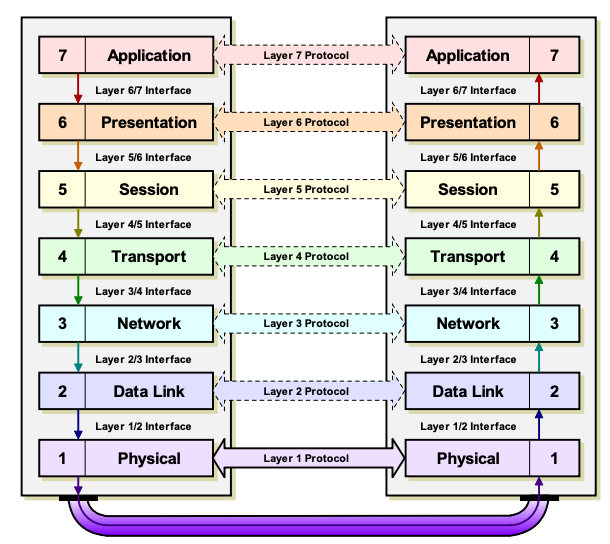 7 Application Layer 7 Protocol Application 7
Layer 6/7 Interface Layer 6/7 Interface
6 Presentation Layer 6 Protocol Presentation 6
Layer 5/6 Interface Layer 5/6 Interface
5 Session Layer 5 Protocol Session 5
Layer 4/5 Interface Layer 4/5 Interface
4 Transport Layer 4 Protocol Transport 4
Layer 3/4 Interface Layer 3/4 Interface
3 Network Layer 3 Protocol Network 3
Layer 2/3 Interface Layer 2/3 Interface
2 Data Link Layer 2 Protocol Data Link 2
Layer 1/2 Interface Layer 1/2 Interface
1 Physical Layer 1 Protocol Physical 1